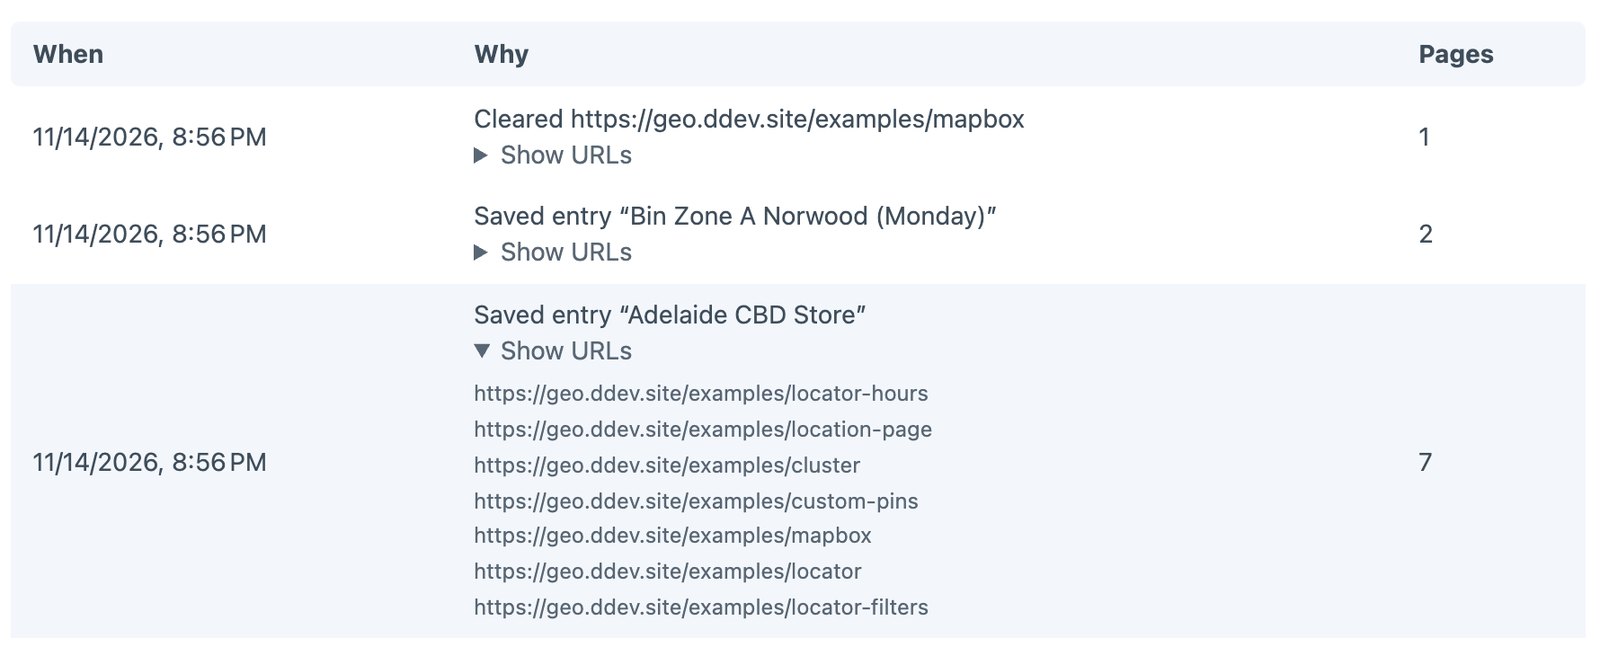 When Why Pages
11/14/2026, 8:56 PM Cleared https://geo.ddev.site/examples/mapbox 1
▶ Show URLs
11/14/2026, 8:56 PM Saved entry “Bin Zone A Norwood (Monday)” 2
▶ Show URLs
Saved entry “Adelaide CBD Store”
▼ Show URLs
https://geo.ddev.site/examples/locator-hours
https://geo.ddev.site/examples/location-page
11/14/2026, 8:56 PM https://geo.ddev.site/examples/cluster 7
https://geo.ddev.site/examples/custom-pins
https://geo.ddev.site/examples/mapbox
https://geo.ddev.site/examples/locator
https://geo.ddev.site/examples/locator-filters